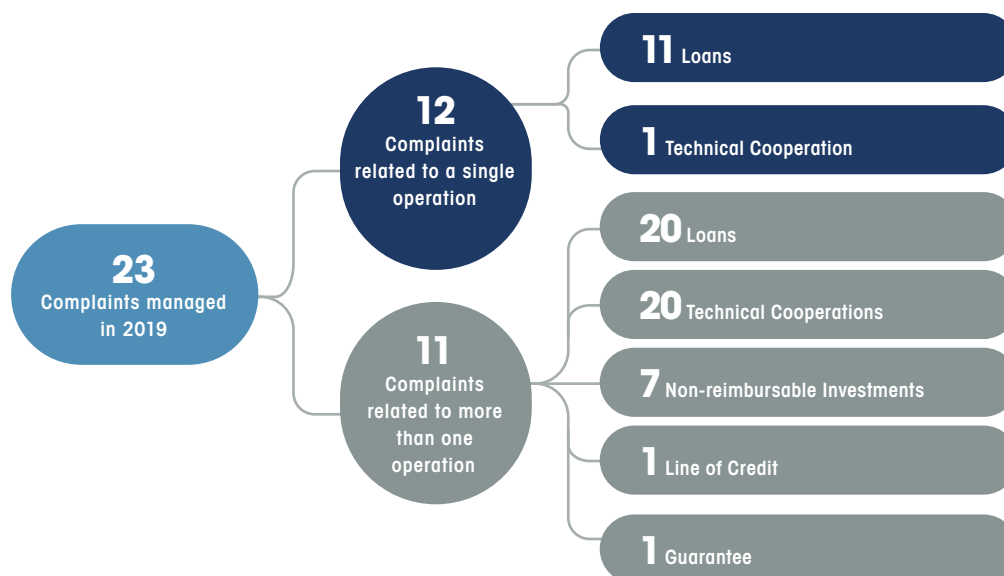 23
Complaints managed
in 2019
12
Complaints
related to a single
operation
11 Loans
1 Technical Cooperation
11
Complaints
related to more
than one
operation
20 Loans
20 Technical Cooperations
7 Non-reimbursable Investments
1 Line of Credit
1 Guarantee